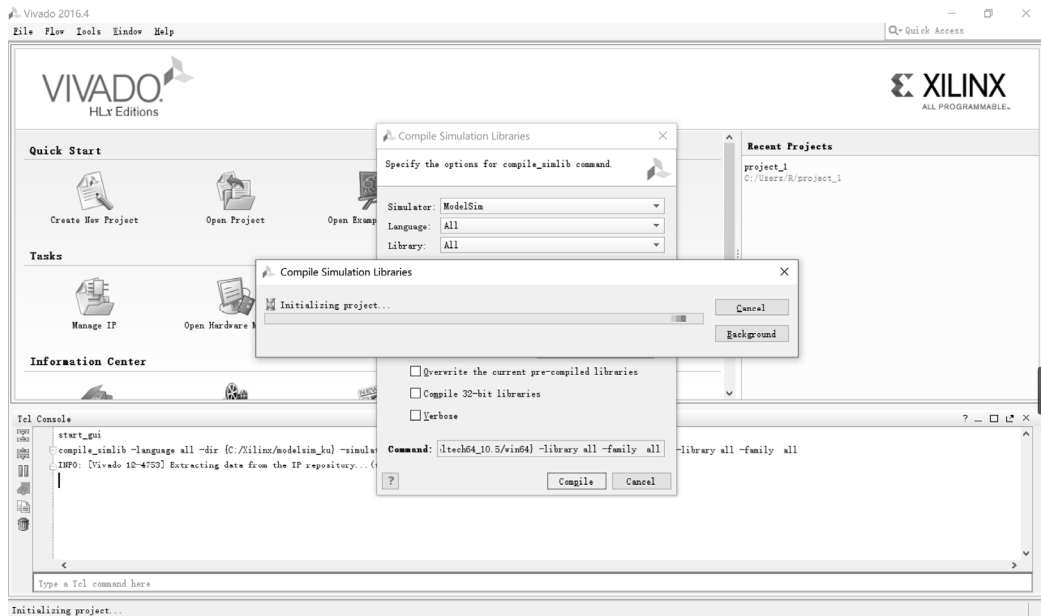 Vivado 2016.4
File Flow Tools Window Help
Quick Access
VIVADO.
HLx Editions
XILINX
ALL PROGRAMMABLE.
Quick Start
Create New Project
Open Project
Open Examp
Recent Projects
project_1
C:/Users/R/project_1
Tasks
Manage IP
Open Hardware M
Information Center
Compile Simulation Libraries
Specify the options for compile_simlib command.
Simulator: ModelSim
Language: All
Library: All
Compile Simulation Libraries
Initializing project...
Cancel
Background
Overwrite the current pre-compiled libraries
Compile 32-bit libraries
Verbose
Command: ltech64_10.5/win64} -library all -family all
?
Compile
Cancel
Tcl Console
start_gui
compile_simlib -language all -dir {C:/Xilinx/modelsim_ku} -simula
-library all -family all
INFO: [Vivado 12-4753] Extracting data from the IP repository...(
Type a Tcl command here
Initializing project...